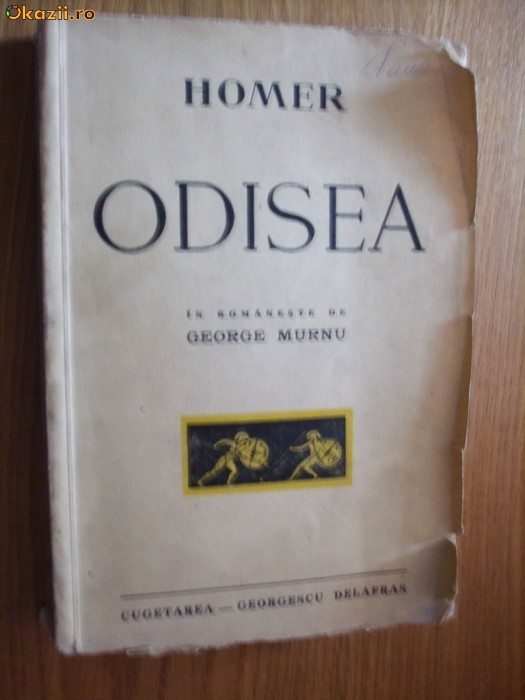 Okazii.ro
HOMER
ODISEA
ÎN ROMÂNEȘTE DE
GEORGE MURNU
CUGETAREA — GEORGESCU DELAFRAS